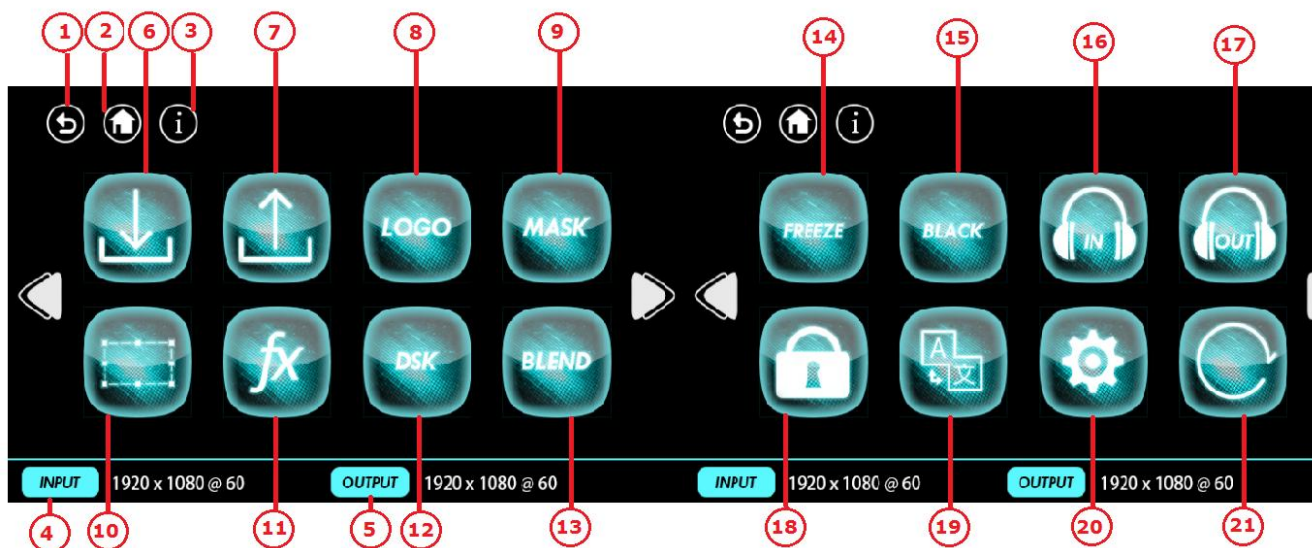 1 2 6 3 7 8 9 14 15 16 17
i i
LOGO MASK FREEZE BLACK IN OUT
fx DSK BLEND A 文
INPUT 1920 x 1080 @ 60 OUTPUT 1920 x 1080 @ 60 INPUT 1920 x 1080 @ 60 OUTPUT 1920 x 1080 @ 60
4 10 11 5 12 13 18 19 20 21